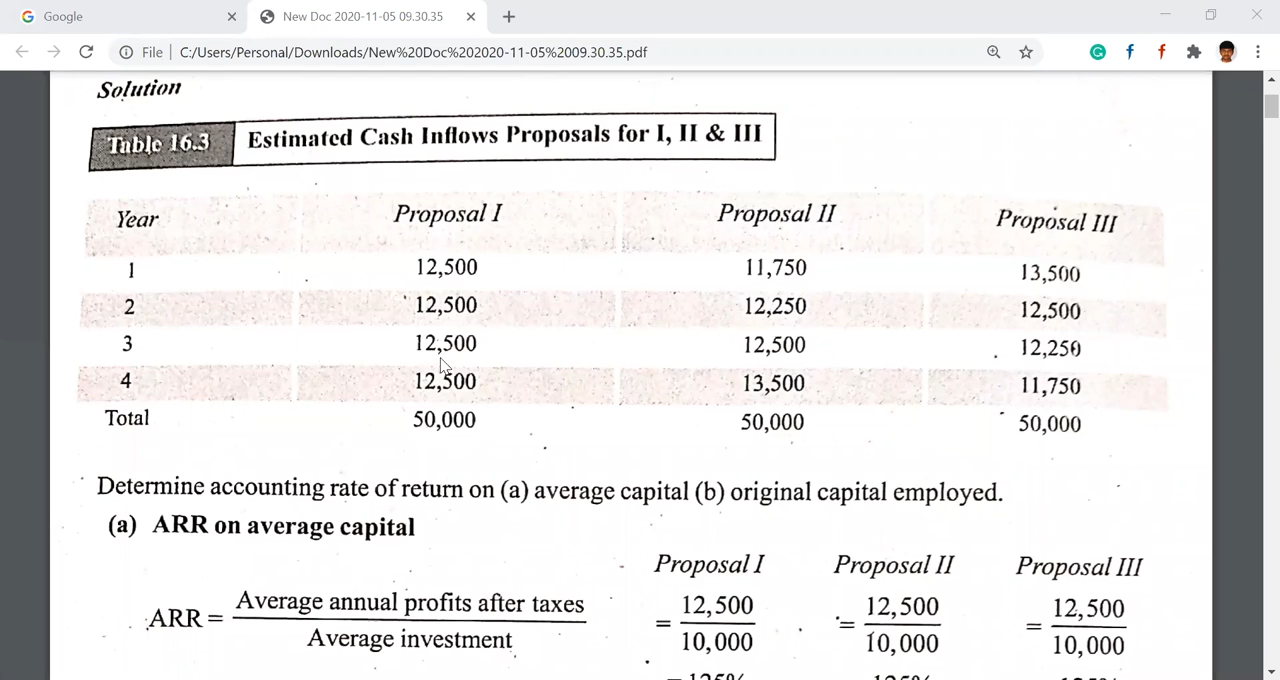 Google
New Doc 2020-11-05 09.30.35
File C:/Users/Personal/Downloads/New%20Doc%202020-11-05%2009.30.35.pdf
Solution
Table 16.3 Estimated Cash Inflows Proposals for I, II & III
Year Proposal I Proposal II Proposal III
1 12,500 11,750 13,500
2 12,500 12,250 12,500
3 12,500 12,500 12,250
4 12,500 13,500 11,750
Total 50,000 50,000 50,000
Determine accounting rate of return on (a) average capital (b) original capital employed.
(a) ARR on average capital
Proposal I Proposal II Proposal III
ARR = Average annual profits after taxes = 12,500 = 12,500 = 12,500
Average investment 10,000 10,000 10,000